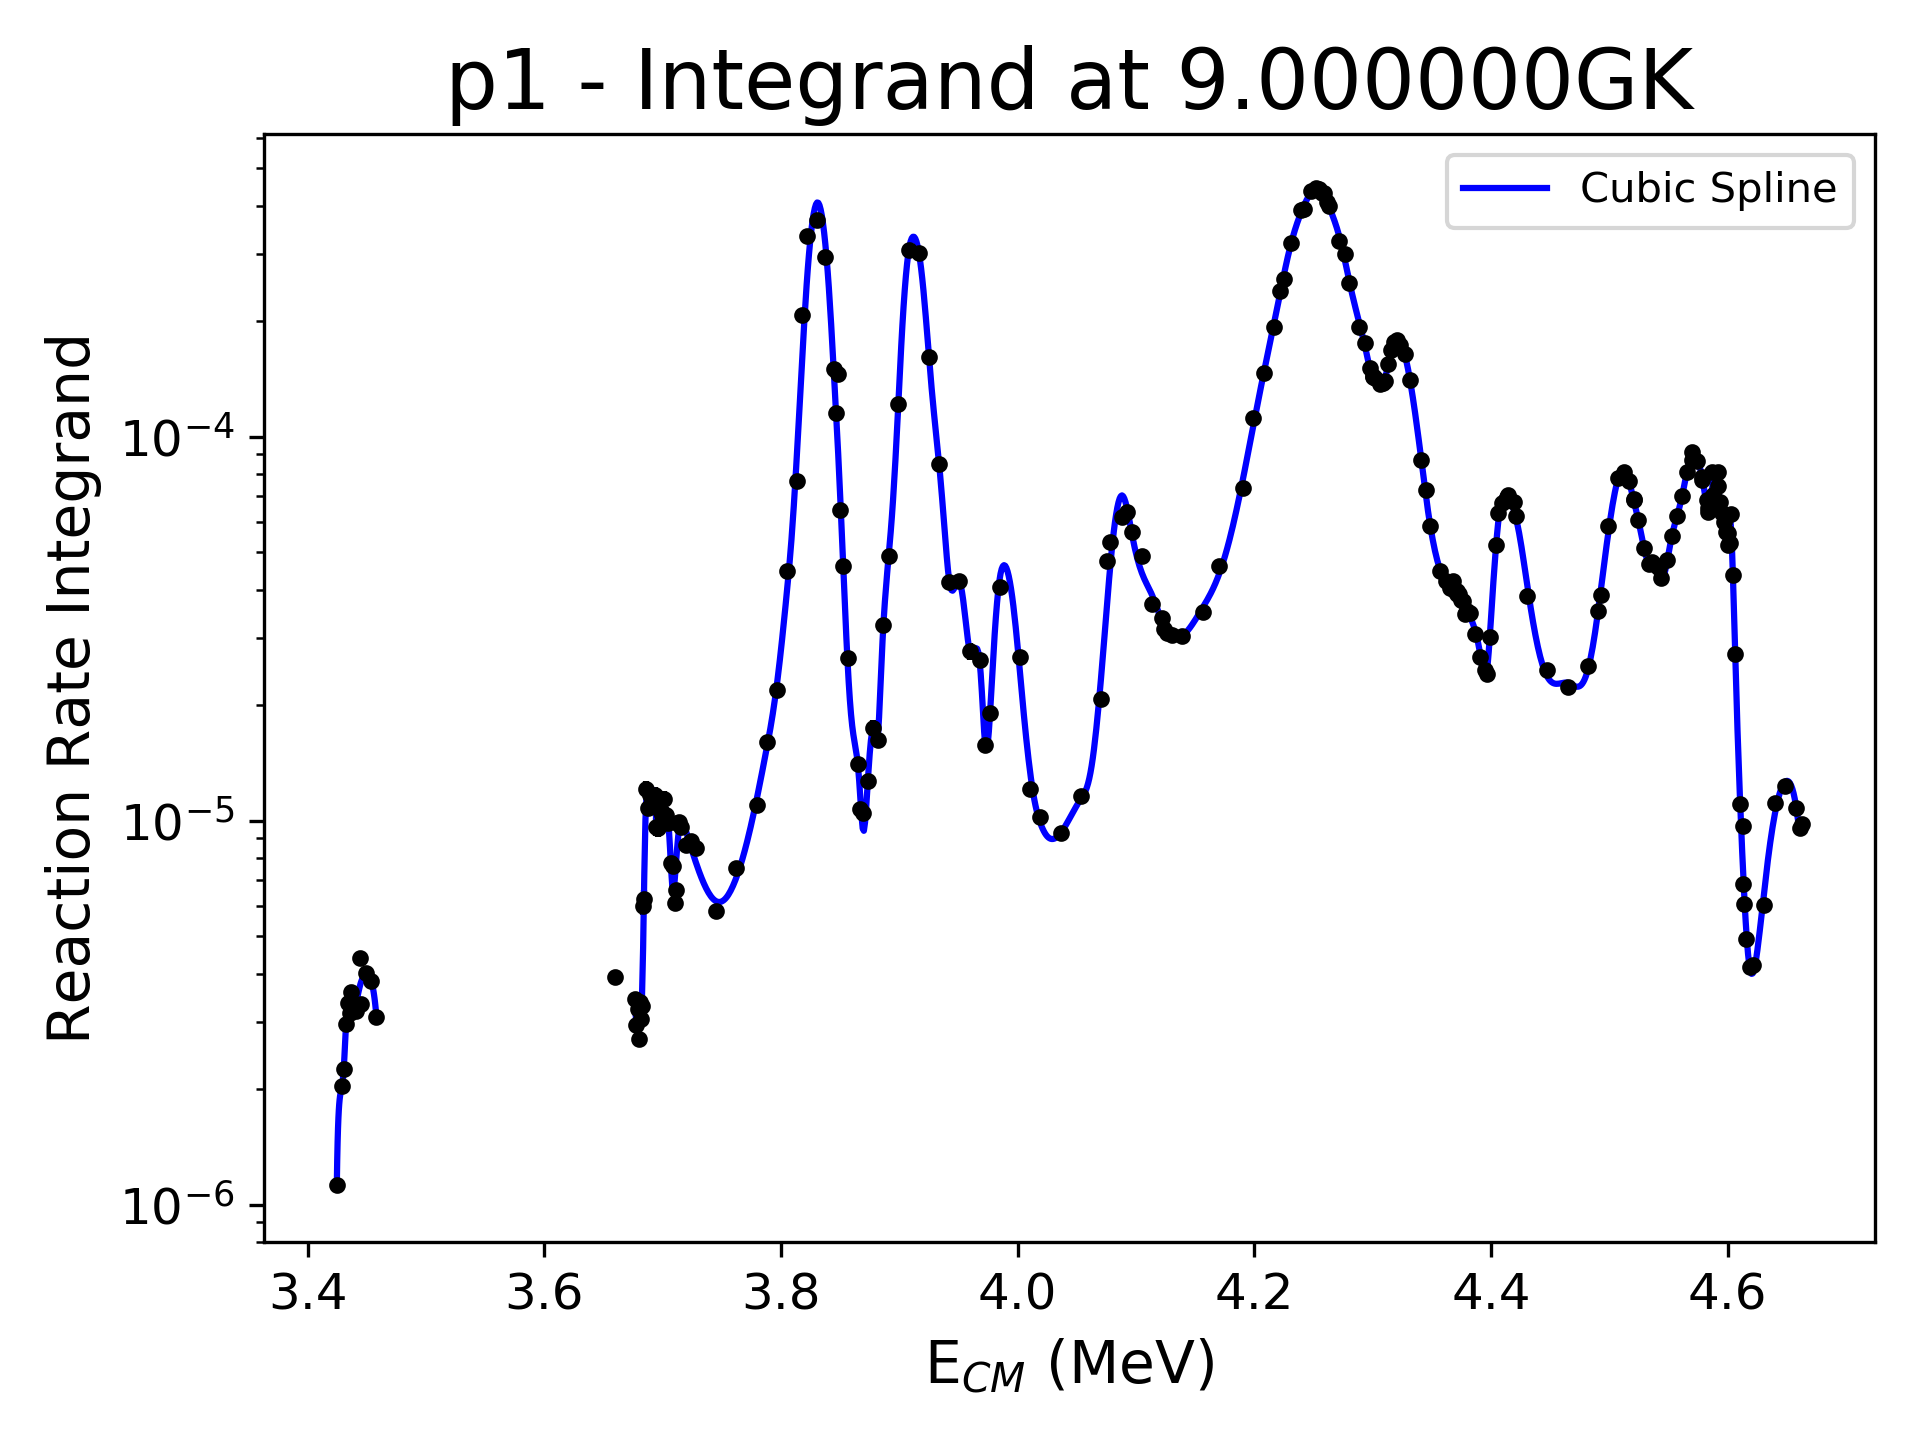 p1 - Integrand at 9.000000GK
Cubic Spline
Reaction Rate Integrand
10⁻⁴
10⁻⁵
10⁻⁶
3.4 3.6 3.8 4.0 4.2 4.4 4.6
E_CM (MeV)